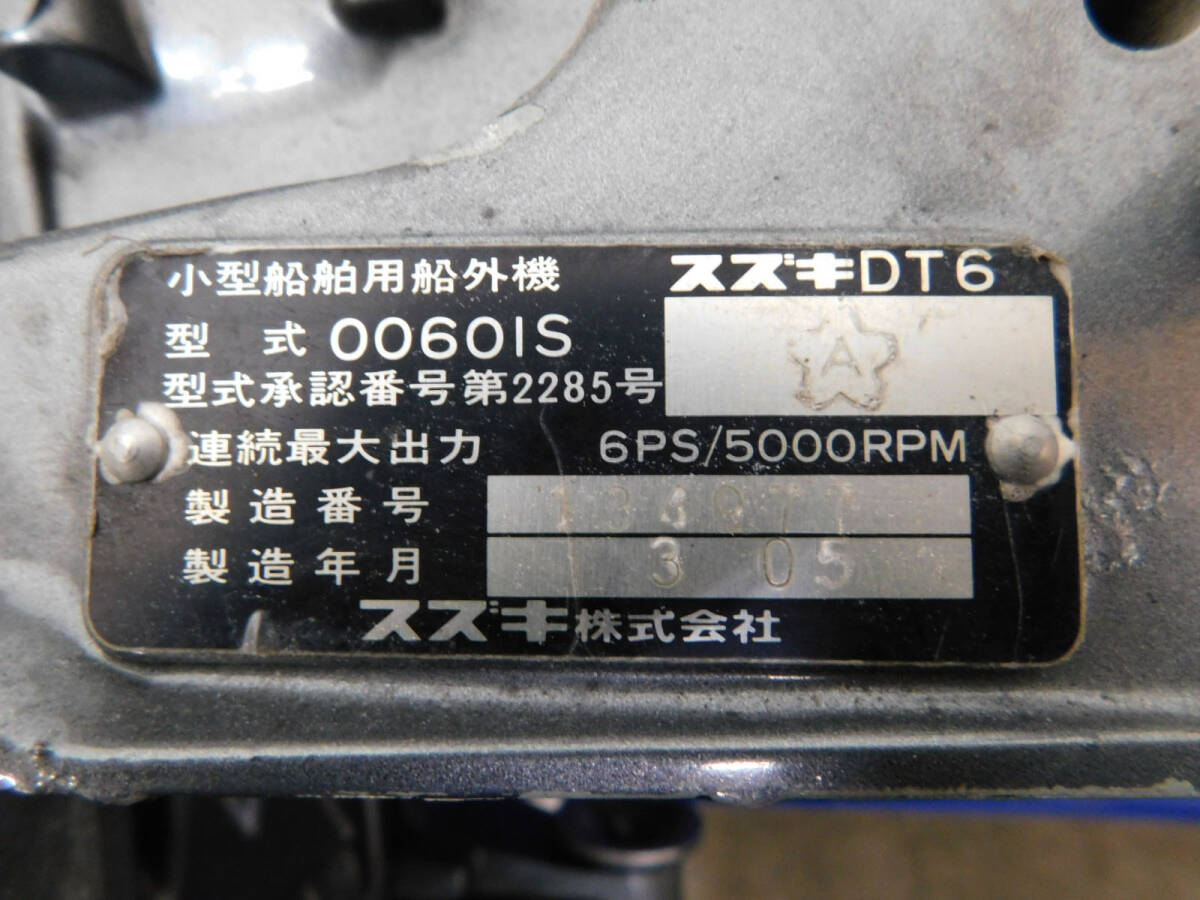 小型船舶用船外機 スズキDT6
型式 00601S
A
型式承認番号第2285号
連続最大出力 6PS/5000RPM
製造番号
製造年月 3 05
スズキ株式会社